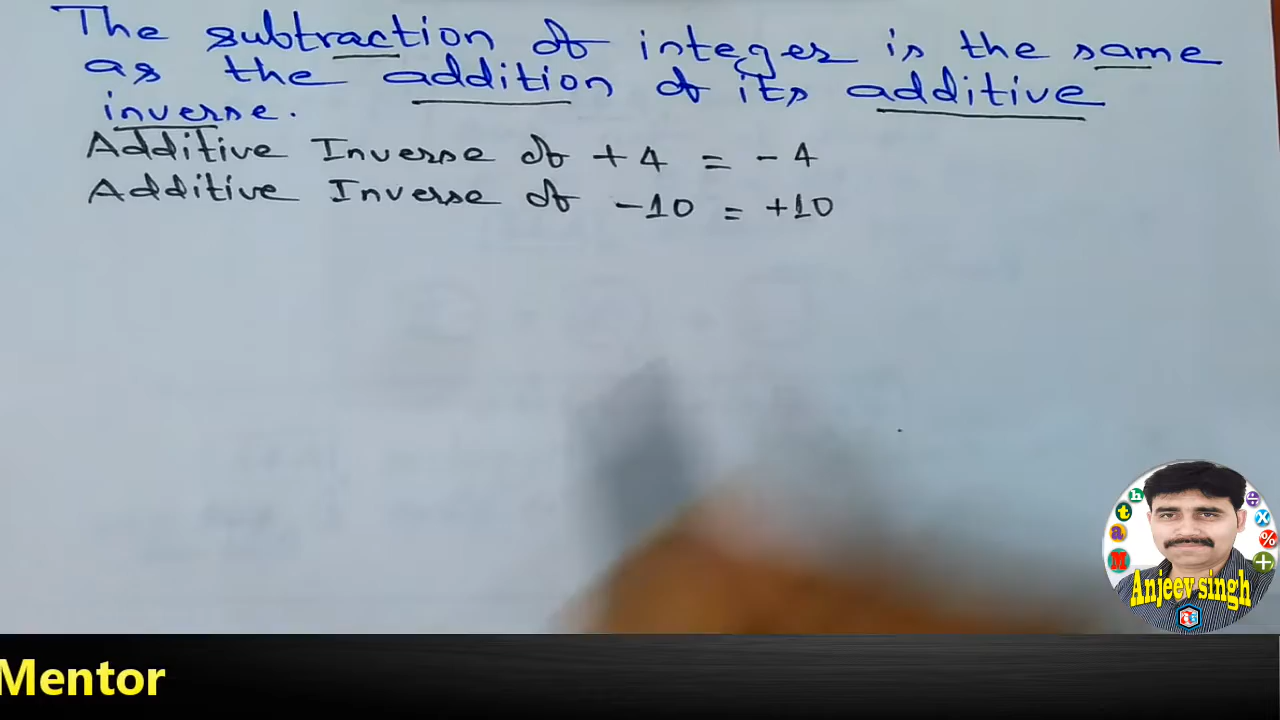 The subtraction of integer is the same
as the addition of its additive
inverse.
Additive Inverse of +4 = -4
Additive Inverse of -10 = +10
h
t
a
M
÷
x
%
+
Anjeev singh
Mentor